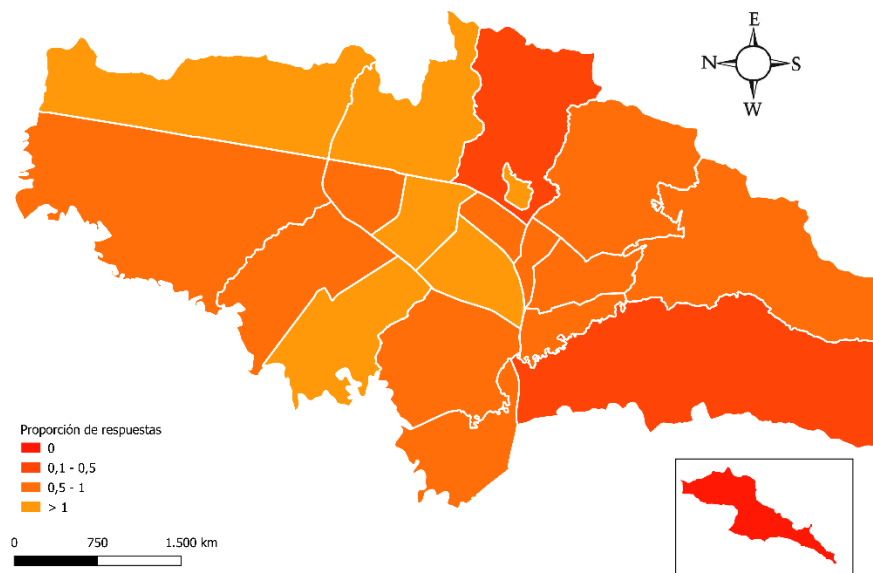 E
N S
W
Proporción de respuestas
0
0,1 - 0,5
0,5 - 1
> 1
0 750 1.500 km